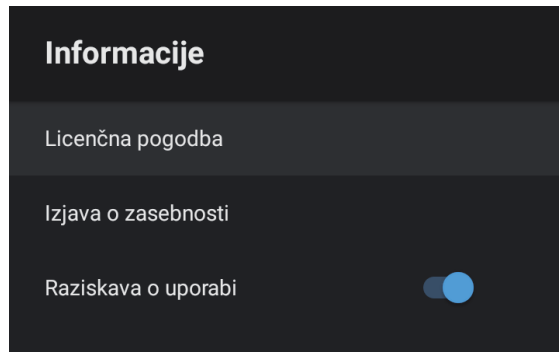 Informacije
Licenčna pogodba
Izjava o zasebnosti
Raziskava o uporabi